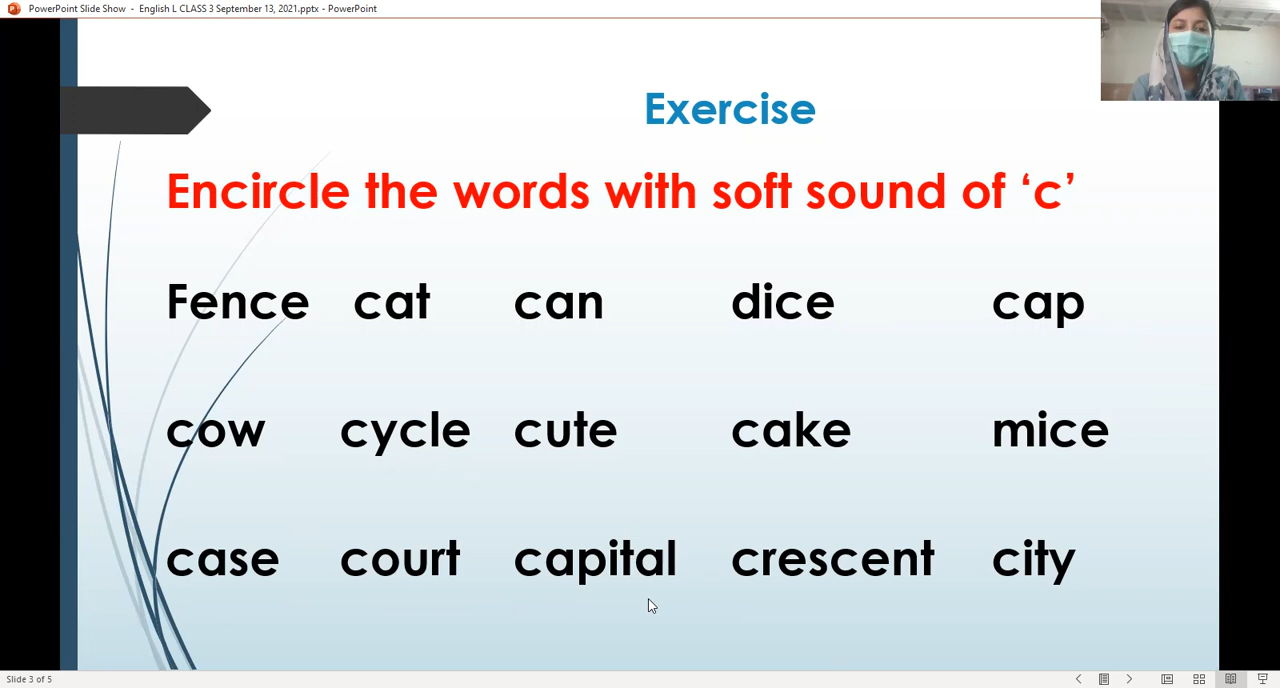 PowerPoint Slide Show - English L CLASS 3 September 13, 2021.pptx - PowerPoint
Exercise
Encircle the words with soft sound of ‘c’
Fence cat can dice cap
cow cycle cute cake mice
case court capital crescent city
Slide 3 of 5